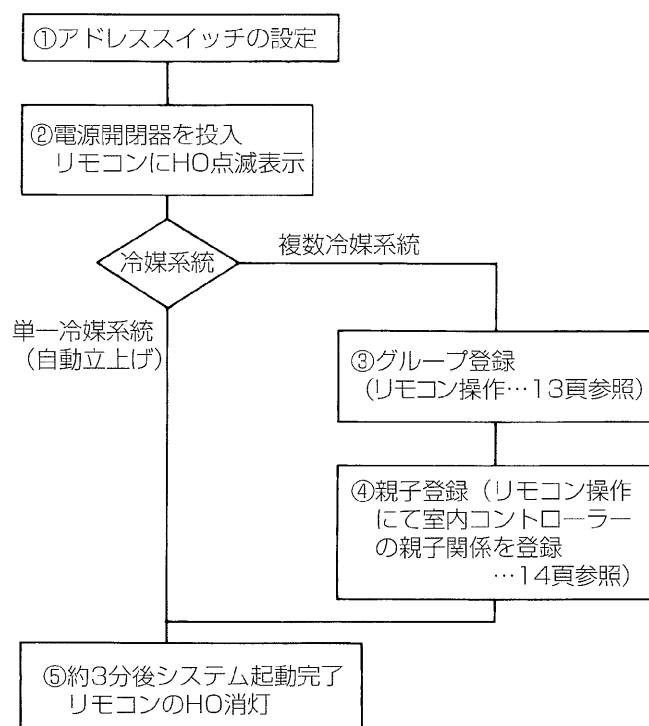 ①アドレススイッチの設定
②電源開閉器を投入
リモコンにHO点滅表示
冷媒系統
複数冷媒系統
単一冷媒系統
（自動立上げ）
③グループ登録
（リモコン操作…13頁参照）
④親子登録（リモコン操作
にて室内コントローラー
の親子関係を登録
…14頁参照）
⑤約3分後システム起動完了
リモコンのHO消灯